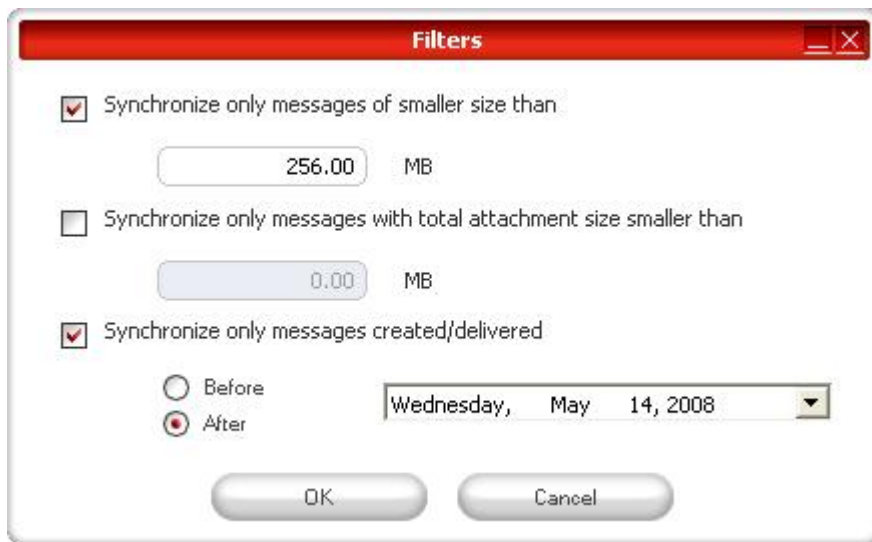 Filters
Synchronize only messages of smaller size than
256.00 MB
Synchronize only messages with total attachment size smaller than
0.00 MB
Synchronize only messages created/delivered
Before
Wednesday, May 14, 2008
After
OK Cancel